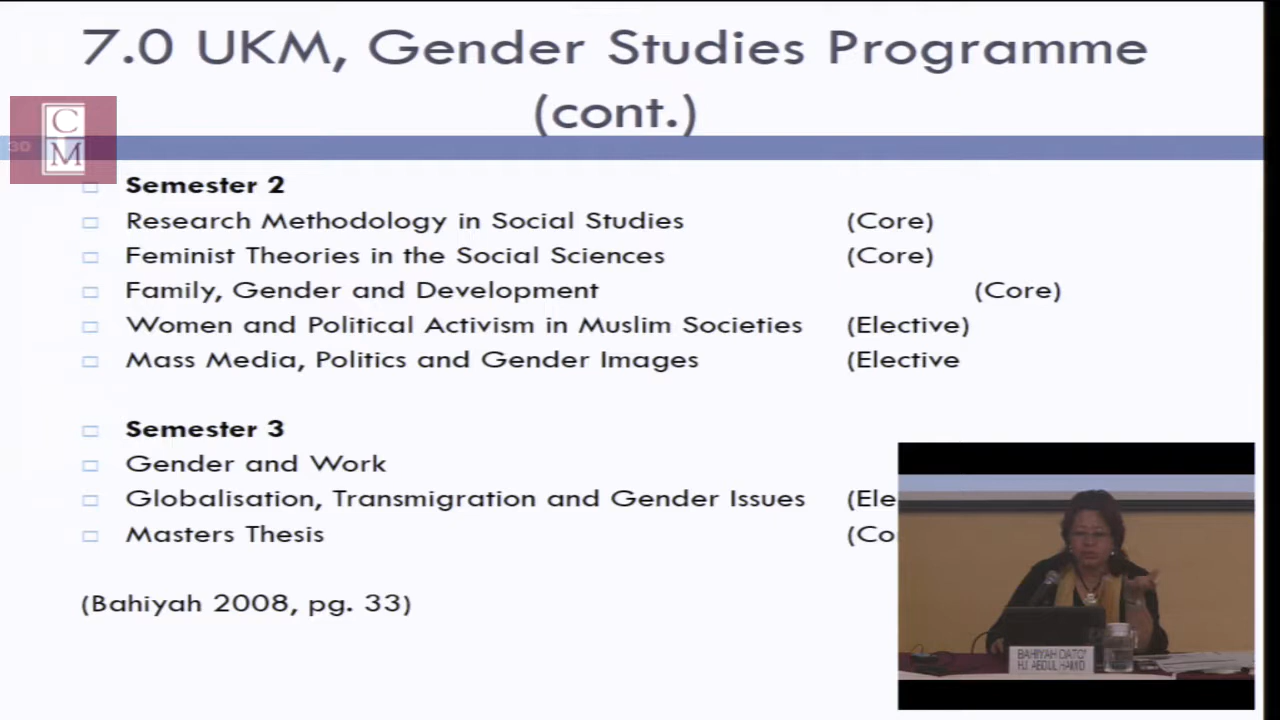 7.0 UKM, Gender Studies Programme
(cont.)
C
M
30
Semester 2
Research Methodology in Social Studies (Core)
Feminist Theories in the Social Sciences (Core)
Family, Gender and Development (Core)
Women and Political Activism in Muslim Societies (Elective)
Mass Media, Politics and Gender Images (Elective
Semester 3
Gender and Work
Globalisation, Transmigration and Gender Issues (Ele
Masters Thesis (Co
(Bahiyah 2008, pg. 33)
BAHIYAH DATO'
HJ. ABDUL HAMID